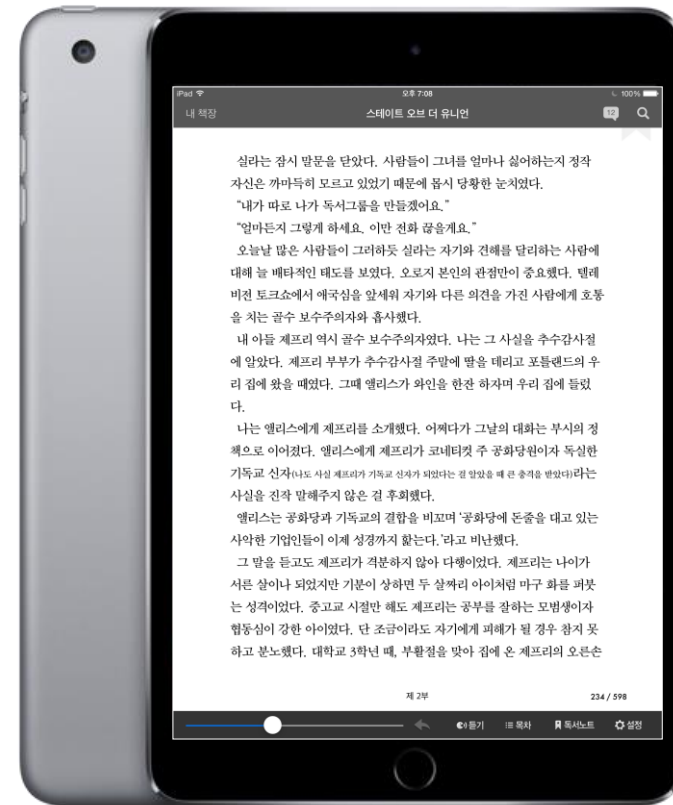 iPad 오후 7:08 100%
내 책장 스테이트 오브 더 유니언 12
실라는 잠시 말문을 닫았다. 사람들이 그녀를 얼마나 싫어하는지 정작
자신은 까마득히 모르고 있었기 때문에 몹시 당황한 눈치였다.
“내가 따로 나가 독서그룹을 만들겠어요.”
“얼마든지 그렇게 하세요. 이만 전화 끊을게요.”
오늘날 많은 사람들이 그러하듯 실라는 자기와 견해를 달리하는 사람에
대해 늘 배타적인 태도를 보였다. 오로지 본인의 관점만이 중요했다. 텔레
비전 토크쇼에서 애국심을 앞세워 자기와 다른 의견을 가진 사람에게 호통
을 치는 골수 보수주의자와 흡사했다.
내 아들 제프리 역시 골수 보수주의자였다. 나는 그 사실을 추수감사절
에 알았다. 제프리 부부가 추수감사절 주말에 딸을 데리고 포틀랜드의 우
리 집에 왔을 때였다. 그때 앨리스가 와인을 한잔 하자며 우리 집에 들렀
다.
나는 앨리스에게 제프리를 소개했다. 어쩌다가 그날의 대화는 부시의 정
책으로 이어졌다. 앨리스에게 제프리가 코네티컷 주 공화당원이자 독실한
기독교 신자(나도 사실 제프리가 기독교 신자가 되었다는 걸 알았을 때 큰 충격을 받았다)라는
사실을 진작 말해주지 않은 걸 후회했다.
앨리스는 공화당과 기독교의 결합을 비꼬며 ‘공화당에 돈줄을 대고 있는
사악한 기업인들이 이제 성경까지 핥는다.’라고 비난했다.
그 말을 듣고도 제프리가 격분하지 않아 다행이었다. 제프리는 나이가
서른 살이나 되었지만 기분이 상하면 두 살짜리 아이처럼 마구 화를 퍼붓
는 성격이었다. 중고교 시절만 해도 제프리는 공부를 잘하는 모범생이자
협동심이 강한 아이였다. 단 조금이라도 자기에게 피해가 될 경우 참지 못
하고 분노했다. 대학교 3학년 때, 부활절을 맞아 집에 온 제프리의 오른손
제 2부 234 / 598
듣기 목차 독서노트 설정